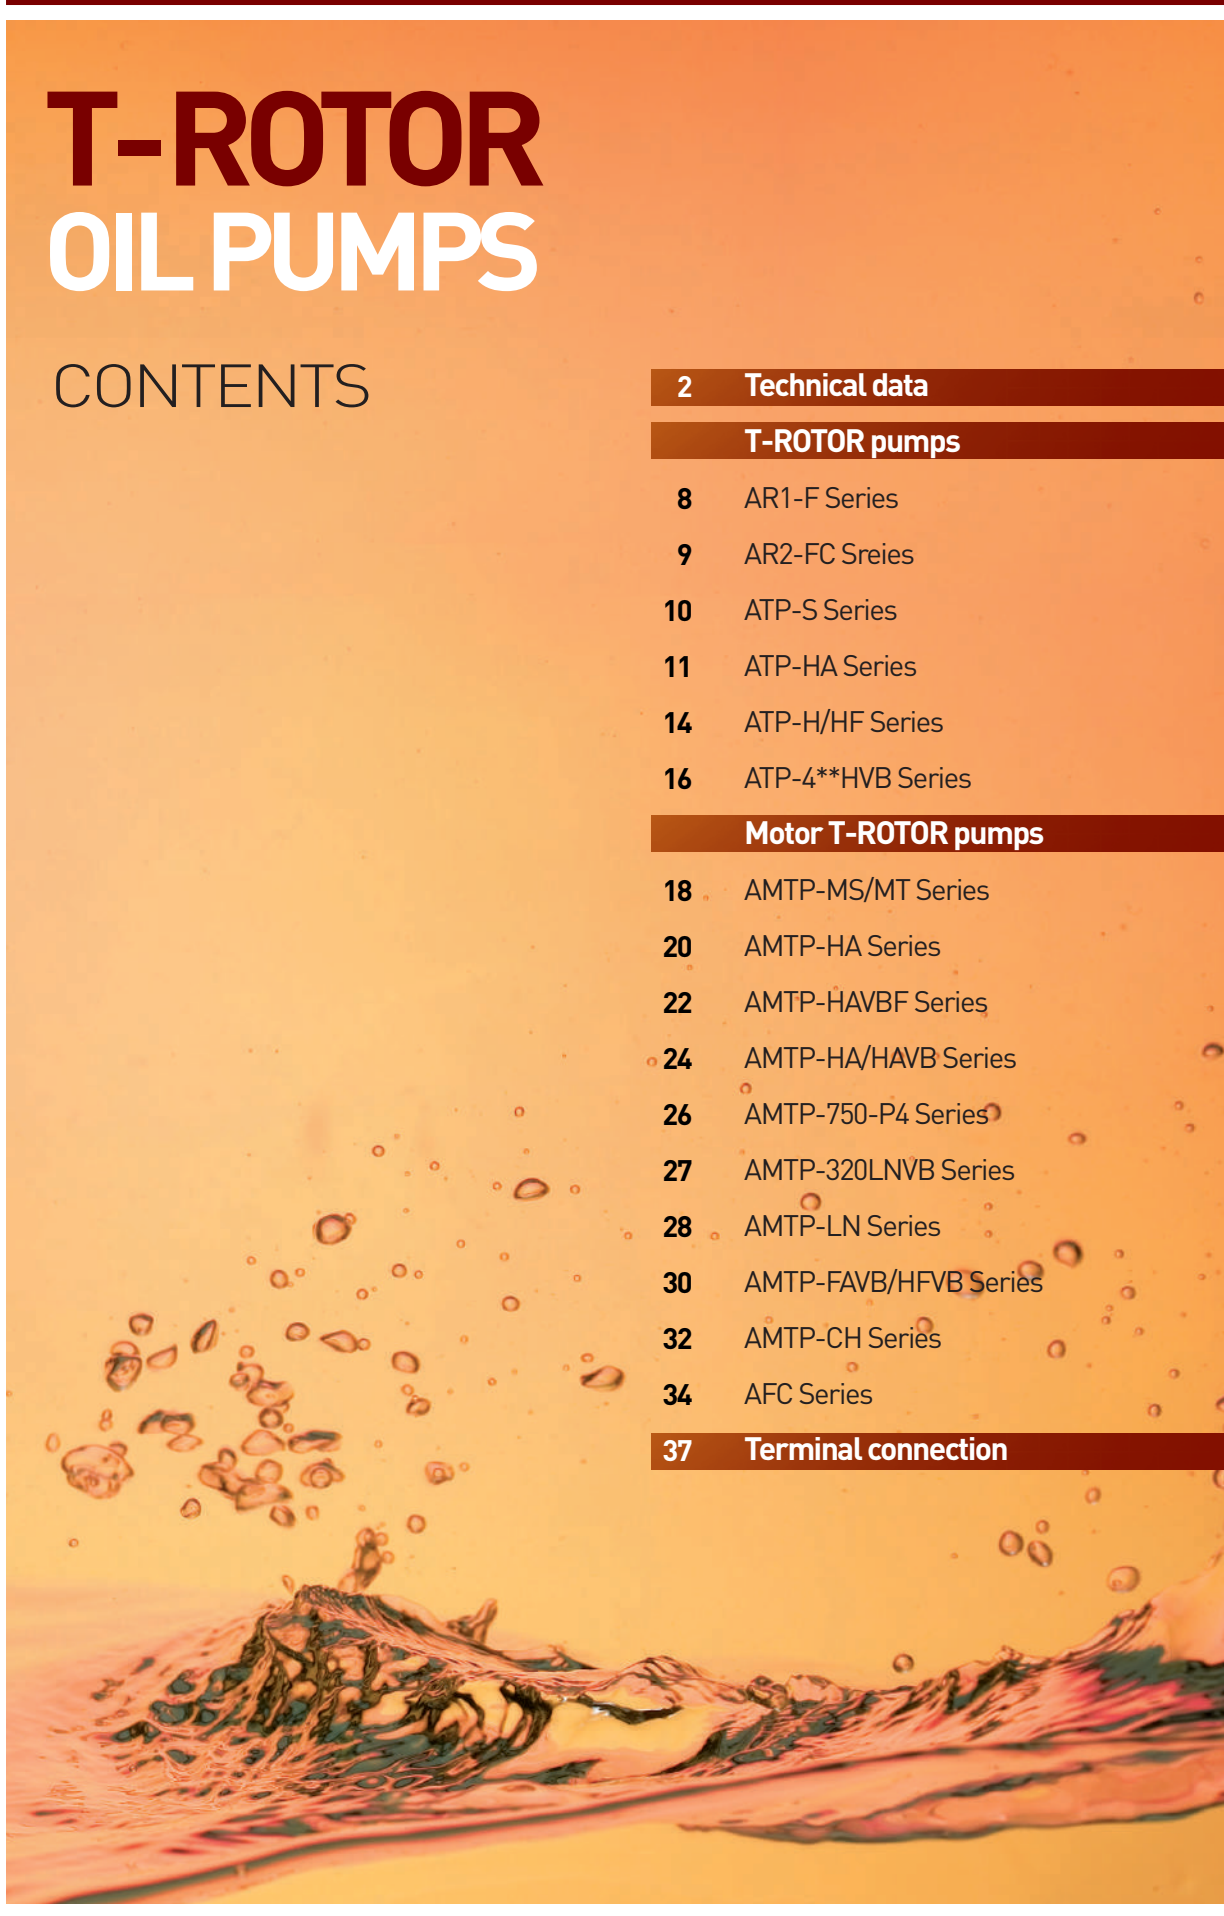 T-ROTOR
OIL PUMPS
CONTENTS
2 Technical data
T-ROTOR pumps
8 AR1-F Series
9 AR2-FC Sreies
10 ATP-S Series
11 ATP-HA Series
14 ATP-H/HF Series
16 ATP-4**HVB Series
Motor T-ROTOR pumps
18 AMTP-MS/MT Series
20 AMTP-HA Series
22 AMTP-HAVBF Series
24 AMTP-HA/HAVB Series
26 AMTP-750-P4 Series
27 AMTP-320LNVB Series
28 AMTP-LN Series
30 AMTP-FAVB/HFVB Series
32 AMTP-CH Series
34 AFC Series
37 Terminal connection